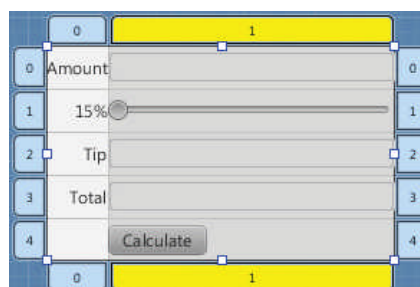 0 1
0 Amount 0
1 15% 1
2 Tip 2
3 Total 3
4 Calculate 4
0 1